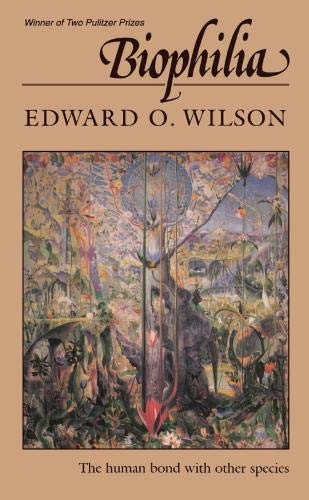 Winner of Two Pulitzer Prizes
Biophilia
EDWARD O. WILSON
The human bond with other species